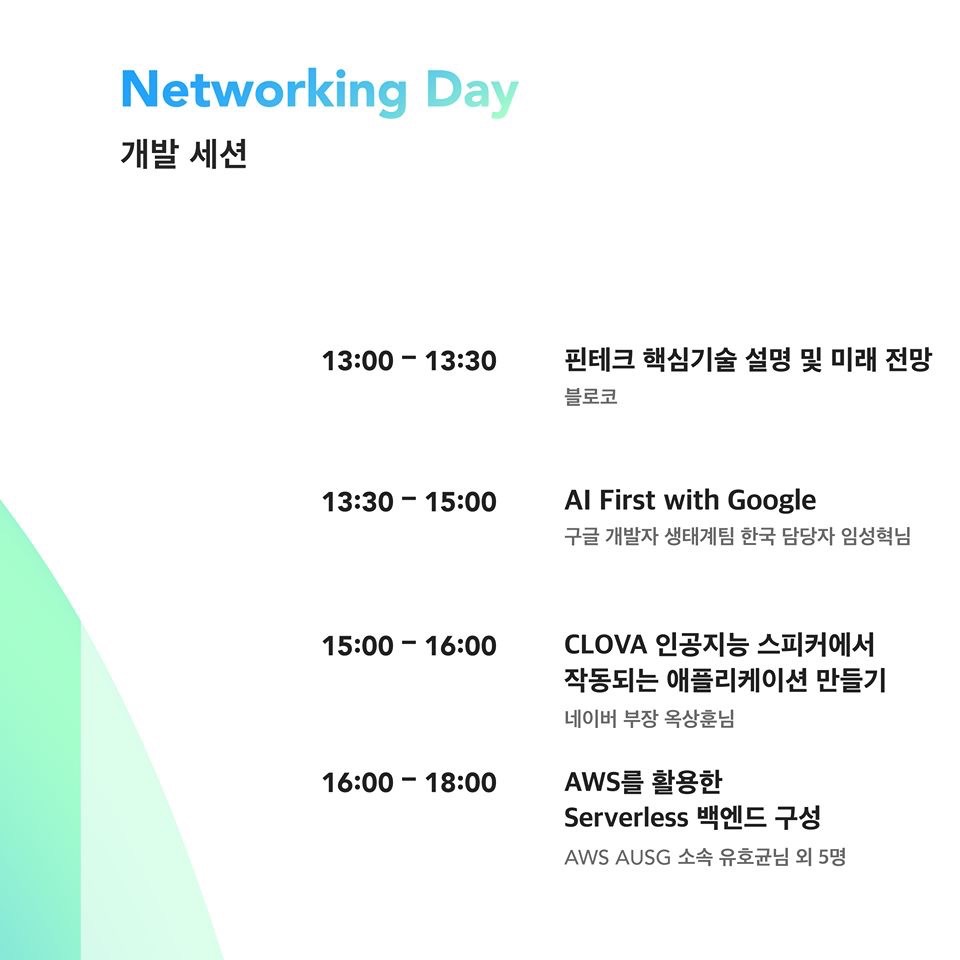 Networking Day
개발 세션
13:00 – 13:30
핀테크 핵심기술 설명 및 미래 전망
블로코
13:30 – 15:00
AI First with Google
구글 개발자 생태계팀 한국 담당자 임성혁님
15:00 – 16:00
CLOVA 인공지능 스피커에서
작동되는 애플리케이션 만들기
네이버 부장 옥상훈님
16:00 – 18:00
AWS를 활용한
Serverless 백엔드 구성
AWS AUSG 소속 유호균님 외 5명